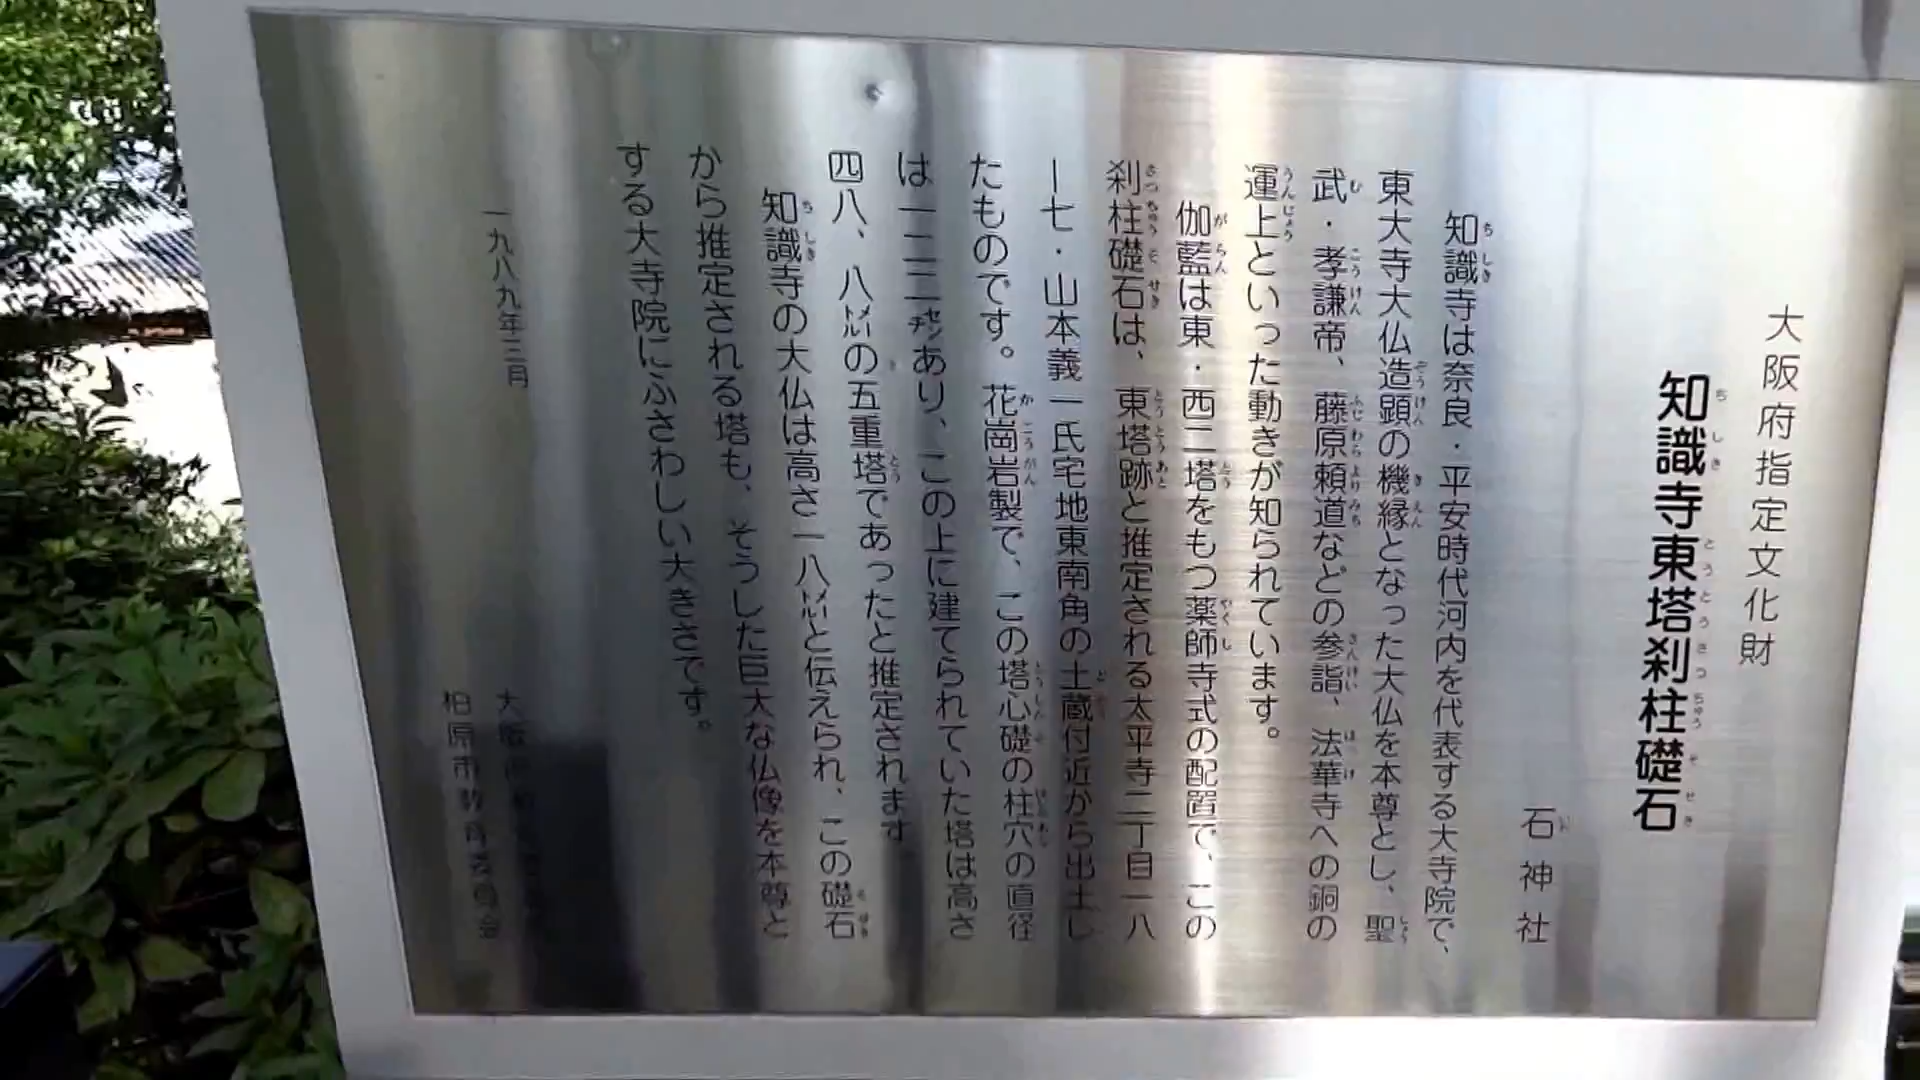 大阪府指定文化財
知識寺東塔刹柱礎石
石神社
知識寺は奈良・平安時代河内を代表する大寺院で、
東大寺大仏造顕の機縁となった大仏を本尊とし、聖
武・孝謙帝、藤原頼道などの参詣、法華寺への銅の
運上といった動きが知られています。
伽藍は東・西二塔をもつ薬師寺式の配置で、この
刹柱礎石は、東塔跡と推定される太平寺二丁目一八
ー七・山本義一氏宅地東南角の土蔵付近から出土し
たものです。花崗岩製で、この塔心礎の柱穴の直径
は一二二センチあり、この上に建てられていた塔は高さ
四八、八メートルの五重塔であったと推定されます
知識寺の大仏は高さ一八メートルと伝えられ、この礎石
から推定される塔も、そうした巨大な仏像を本尊と
する大寺院にふさわしい大きさです。
一九八九年三月
大阪府教育委員会
柏原市教育委員会